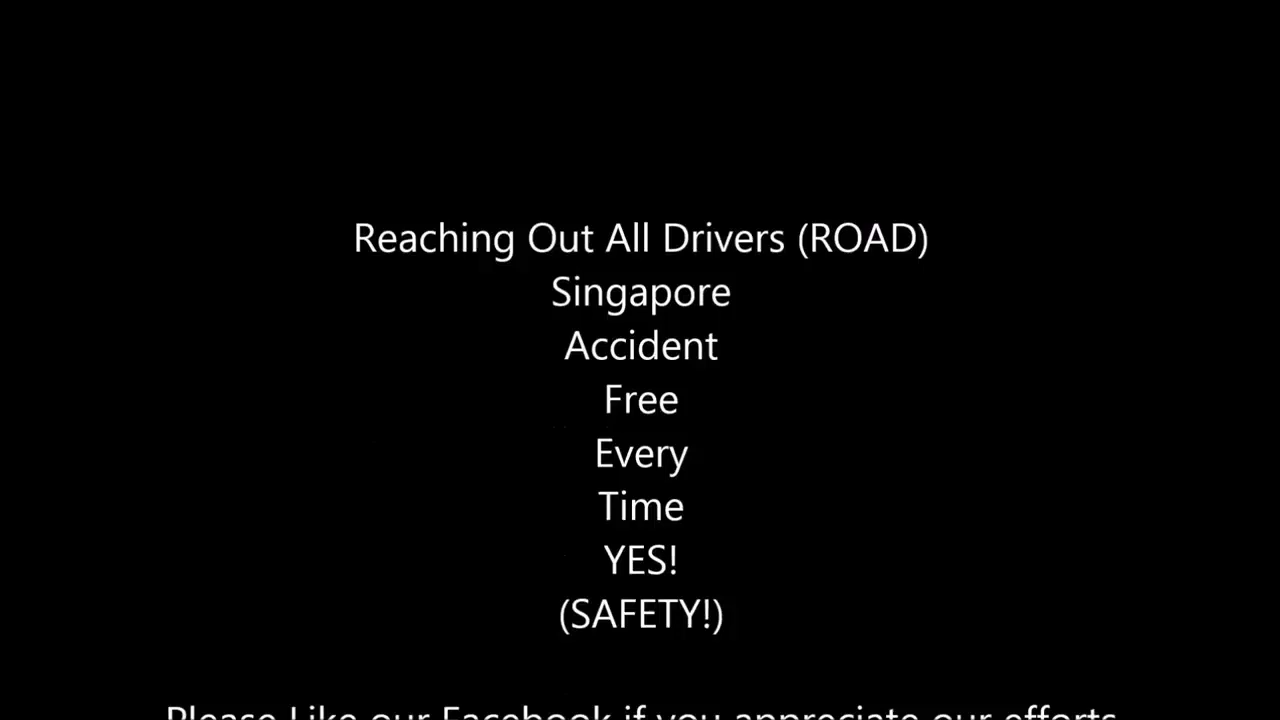 Reaching Out All Drivers (ROAD)
Singapore
Accident
Free
Every
Time
YES!
(SAFETY!)
Please Like our Facebook if you appreciate our efforts